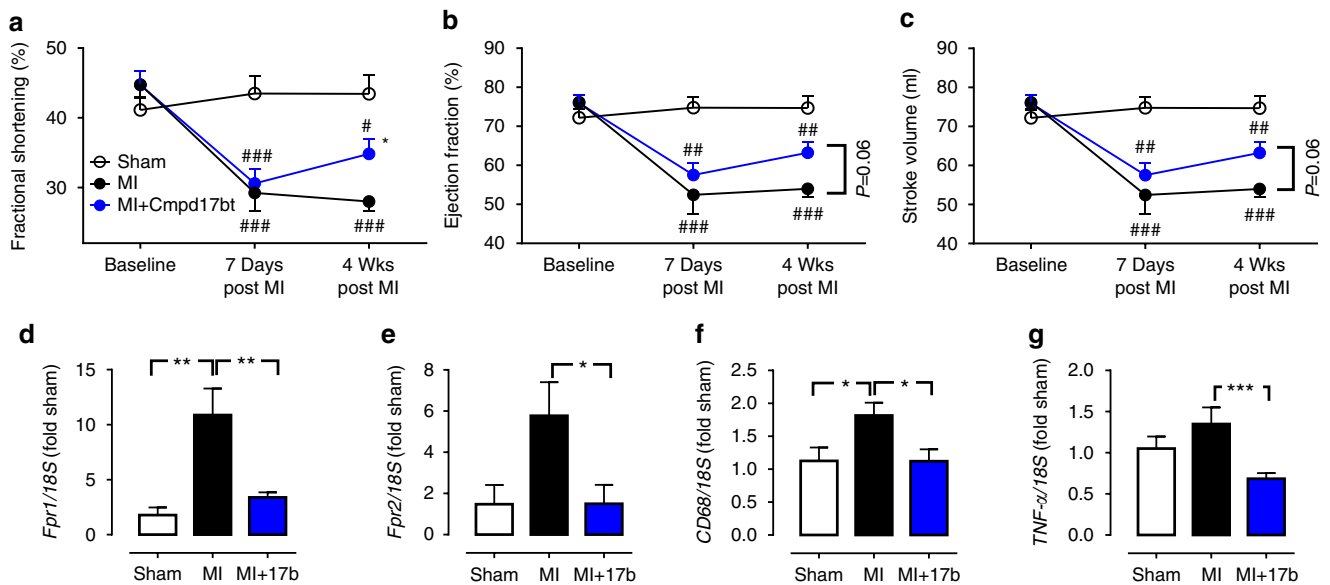 a
Fractional shortening (%)
50
40
30
Sham
MI
MI+Cmpd17bt
###
###
#
*
###
Baseline
7 Days
post MI
4 Wks
post MI
b
Ejection fraction (%)
90
80
70
60
50
40
##
###
##
###
P=0.06
Baseline
7 Days
post MI
4 Wks
post MI
c
Stroke volume (ml)
90
80
70
60
50
40
##
###
##
###
P=0.06
Baseline
7 Days
post MI
4 Wks
post MI
d
Fpr1/18S (fold sham)
15
10
5
0
**
**
Sham
MI
MI+17b
e
Fpr2/18S (fold sham)
8
6
4
2
0
*
Sham
MI
MI+17b
f
CD68/18S (fold sham)
2.5
2.0
1.5
1.0
0.5
0.0
*
*
Sham
MI
MI+17b
g
TNF-α/18S (fold sham)
2.0
1.5
1.0
0.5
0.0
***
Sham
MI
MI+17b